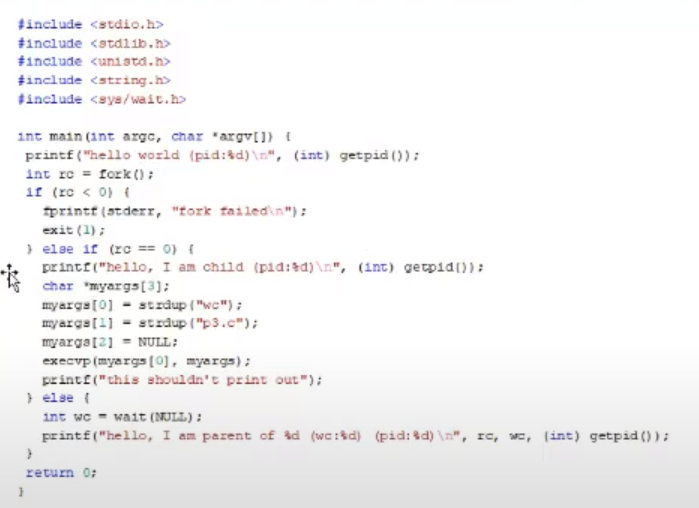 #include <stdio.h>
#include <stdlib.h>
#include <unistd.h>
#include <string.h>
#include <sys/wait.h>

int main(int argc, char *argv[]) {
 printf("hello world (pid:%d)\n", (int) getpid());
 int rc = fork();
 if (rc < 0) {
   fprintf(stderr, "fork failed\n");
   exit(1);
 } else if (rc == 0) {
   printf("hello, I am child (pid:%d)\n", (int) getpid());
   char *myargs[3];
   myargs[0] = strdup("wc");
   myargs[1] = strdup("p3.c");
   myargs[2] = NULL;
   execvp(myargs[0], myargs);
   printf("this shouldn't print out");
 } else {
   int wc = wait(NULL);
   printf("hello, I am parent of %d (wc:%d) (pid:%d)\n", rc, wc, (int) getpid());
 }
 return 0;
}